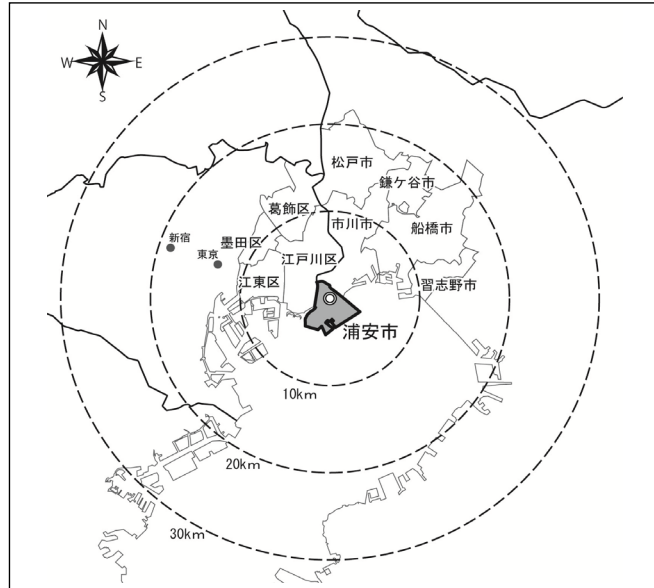 N
W E
S
松戸市
鎌ケ谷市
葛飾区
市川市
船橋市
新宿
墨田区
東京
江戸川区
江東区
習志野市
浦安市
10km
20km
30km